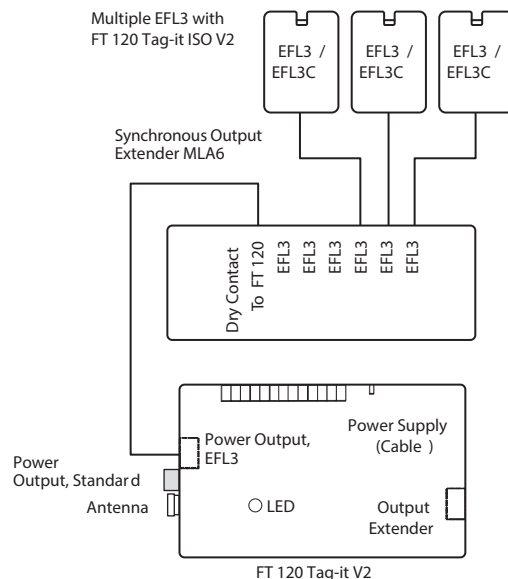 Multiple EFL3 with
FT 120 Tag-it ISO V2
EFL3 /
EFL3C
EFL3 /
EFL3C
EFL3 /
EFL3C
Synchronous Output
Extender MLA6
Dry Contact
To FT 120
EFL3
EFL3
EFL3
EFL3
EFL3
EFL3
Power Output,
EFL3
Power Supply
(Cable )
Power
Output, Standard
Antenna
LED
Output
Extender
FT 120 Tag-it V2